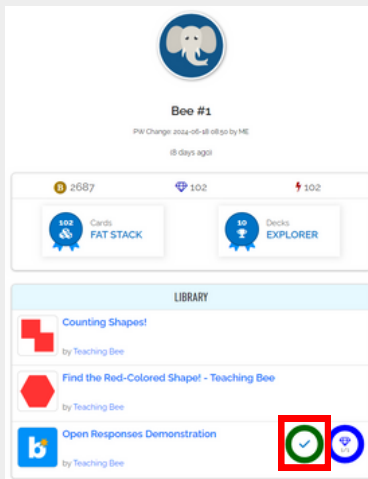 Bee #1
PW Change: 2024-06-18 08:50 by ME
(8 days ago)
B 2687 102 102
102 Cards
FAT STACK
10 Decks
EXPLORER
LIBRARY
Counting Shapes!
by Teaching Bee
Find the Red-Colored Shape! - Teaching Bee
by Teaching Bee
b Open Responses Demonstration
by Teaching Bee